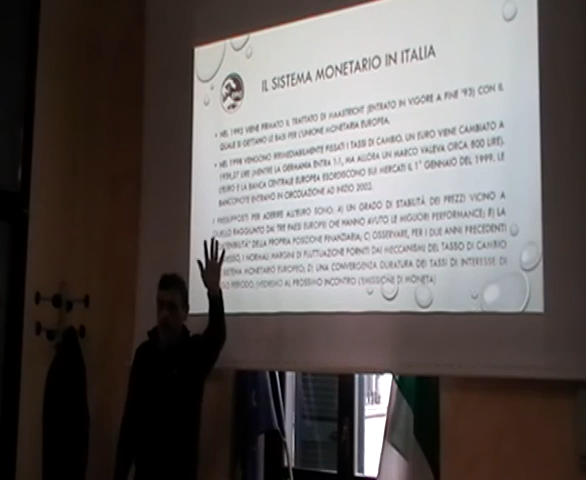 IL SISTEMA MONETARIO IN ITALIA
• NEL 1992 VIENE FIRMATO IL TRATTATO DI MAASTRICHT (ENTRATO IN VIGORE A FINE '93) CON IL
QUALE SI GETTANO LE BASI PER L'UNIONE MONETARIA EUROPEA.
• NEL 1998 VENGONO IRRIMEDIABILMENTE FISSATI I TASSI DI CAMBIO. UN EURO VIENE CAMBIATO A
1936,27 LIRE (MENTRE LA GERMANIA ENTRA 1:1, MA ALLORA UN MARCO VALEVA CIRCA 800 LIRE).
L'EURO E LA BANCA CENTRALE EUROPEA ESORDISCONO SUI MERCATI IL 1° GENNAIO DEL 1999, LE
BANCONOTE ENTRANO IN CIRCOLAZIONE AD INIZIO 2002.
I PRESUPPOSTI PER ADERIRE ALL'EURO SONO: A) UN GRADO DI STABILITÀ DEI PREZZI VICINO A
QUELLO RAGGIUNTO DAI TRE PAESI EUROPEI CHE HANNO AVUTO LE MIGLIORI PERFORMANCE; B) LA
DELLA PROPRIA POSIZIONE FINANZIARIA; C) OSSERVARE, PER I DUE ANNI PRECEDENTI
I NORMALI MARGINI DI FLUTTUAZIONE FORNITI DAI MECCANISMI DEL TASSO DI CAMBIO
SISTEMA MONETARIO EUROPEO; D) UNA CONVERGENZA DURATURA DEI TASSI DI INTERESSE DI
PERIODO. (VEDREMO AL PROSSIMO INCONTRO L'EMISSIONE DI MONETA)